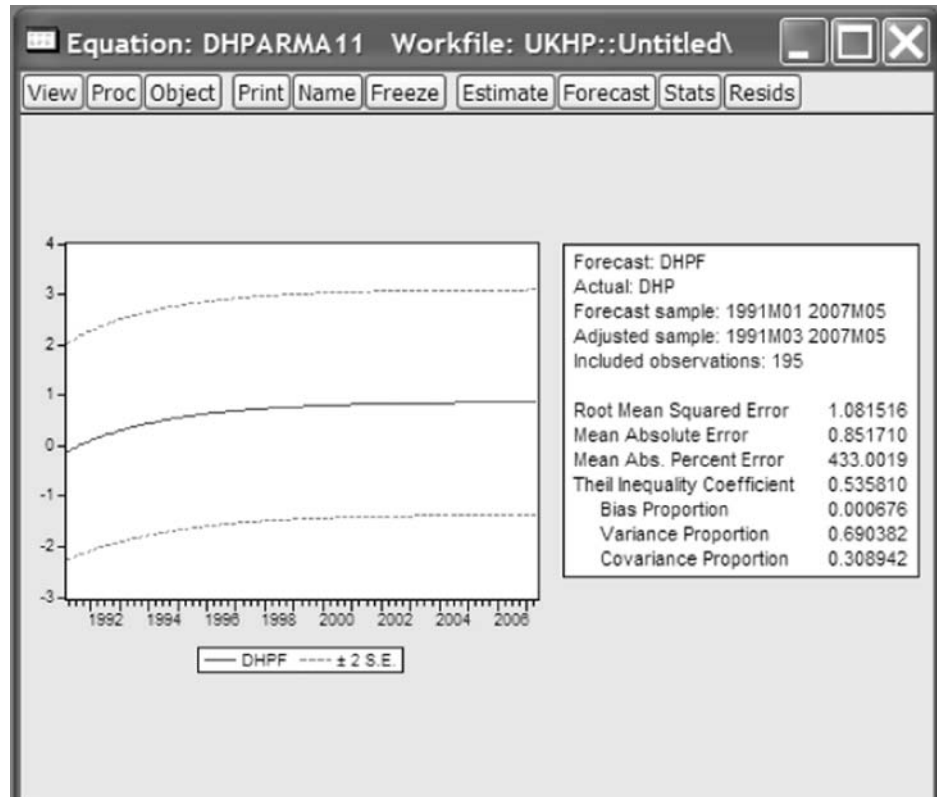 Equation: DHPARMA11 Workfile: UKHP::Untitled\
View Proc Object Print Name Freeze Estimate Forecast Stats Resids
4
3
2
1
0
-1
-2
-3
1992 1994 1996 1998 2000 2002 2004 2006
DHPF ± 2 S.E.
Forecast: DHPF
Actual: DHP
Forecast sample: 1991M01 2007M05
Adjusted sample: 1991M03 2007M05
Included observations: 195
Root Mean Squared Error 1.081516
Mean Absolute Error 0.851710
Mean Abs. Percent Error 433.0019
Theil Inequality Coefficient 0.535810
Bias Proportion 0.000676
Variance Proportion 0.690382
Covariance Proportion 0.308942